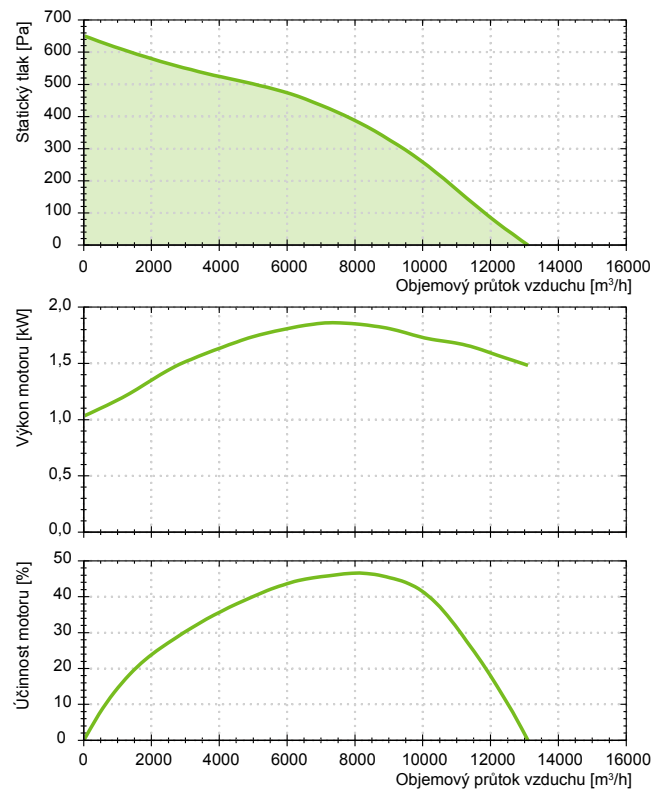 Statický tlak [Pa]
700
600
500
400
300
200
100
0
0 2000 4000 6000 8000 10000 12000 14000 16000
Objemový průtok vzduchu [m³/h]
Výkon motoru [kW]
2,0
1,5
1,0
0,5
0,0
Účinnost motoru [%]
50
40
30
20
10
0
0 2000 4000 6000 8000 10000 12000 14000 16000
Objemový průtok vzduchu [m³/h]